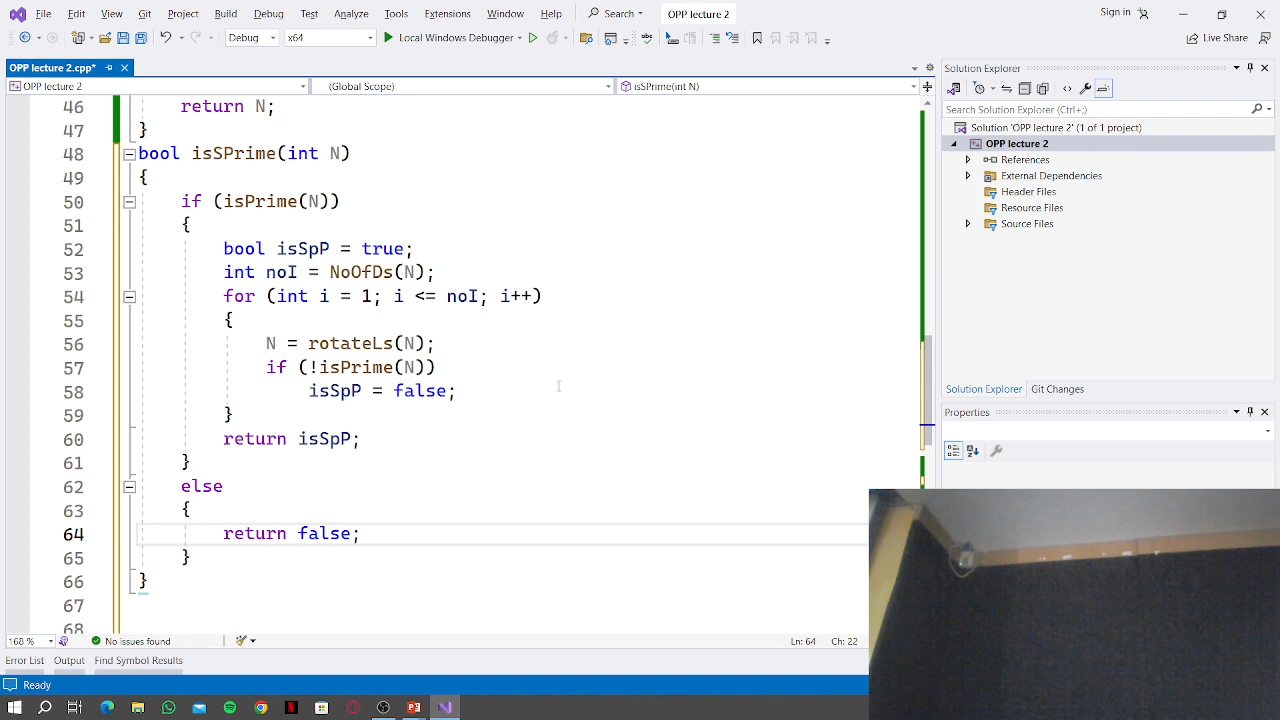 File Edit View Git Project Build Debug Test Analyze Tools Extensions Window Help Search OPP lecture 2 Sign in
Debug x64 Local Windows Debugger Live Share
OPP lecture 2.cpp*
OPP lecture 2 (Global Scope) isSPrime(int N)
46 return N;
47 }
48 bool isSPrime(int N)
49 {
50 if (isPrime(N))
51 {
52 bool isSpP = true;
53 int noI = NoOfDs(N);
54 for (int i = 1; i <= noI; i++)
55 {
56 N = rotateLs(N);
57 if (!isPrime(N))
58 isSpP = false;
59 }
60 return isSpP;
61 }
62 else
63 {
64 return false;
65 }
66 }
67
68
168 % No issues found Ln: 64 Ch: 22
Error List Output Find Symbol Results
Ready
Solution Explorer
Search Solution Explorer (Ctrl+;)
Solution 'OPP lecture 2' (1 of 1 project)
OPP lecture 2
References
External Dependencies
Header Files
Resource Files
Source Files
Solution Explorer Git Changes
Properties